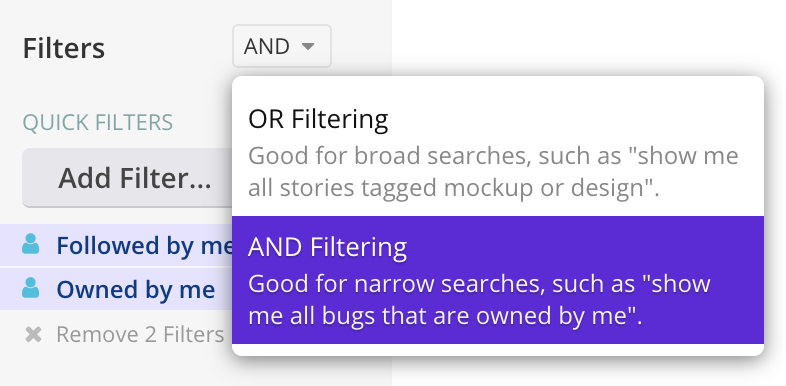 Filters
AND
QUICK FILTERS
Add Filter...
Followed by me
Owned by me
Remove 2 Filters
OR Filtering
Good for broad searches, such as "show me
all stories tagged mockup or design".
AND Filtering
Good for narrow searches, such as "show
me all bugs that are owned by me".